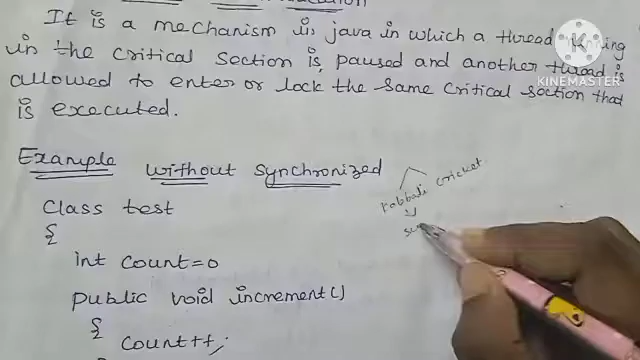 It is a mechanism in java in which a thread
in the critical section is paused and another thread is
allowed to enter or lock the same critical section that
is executed.
KINEMASTER
Example without synchronized
kabbadi cricket
Class test
{
int count=0
public void increment()
{
Count++;